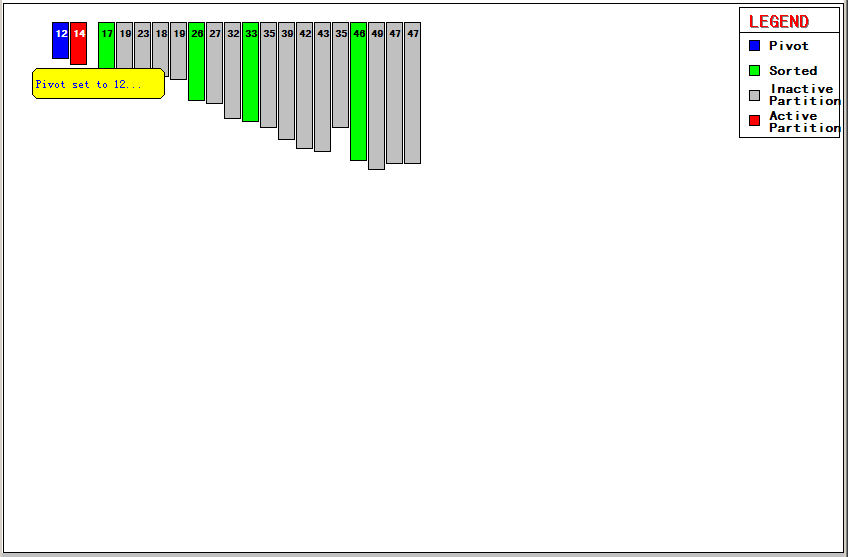 12 14 17 19 23 18 19 26 27 32 33 35 39 42 43 35 46 49 47 47
Pivot set to 12...
LEGEND
Pivot
Sorted
Inactive
Partition
Active
Partition